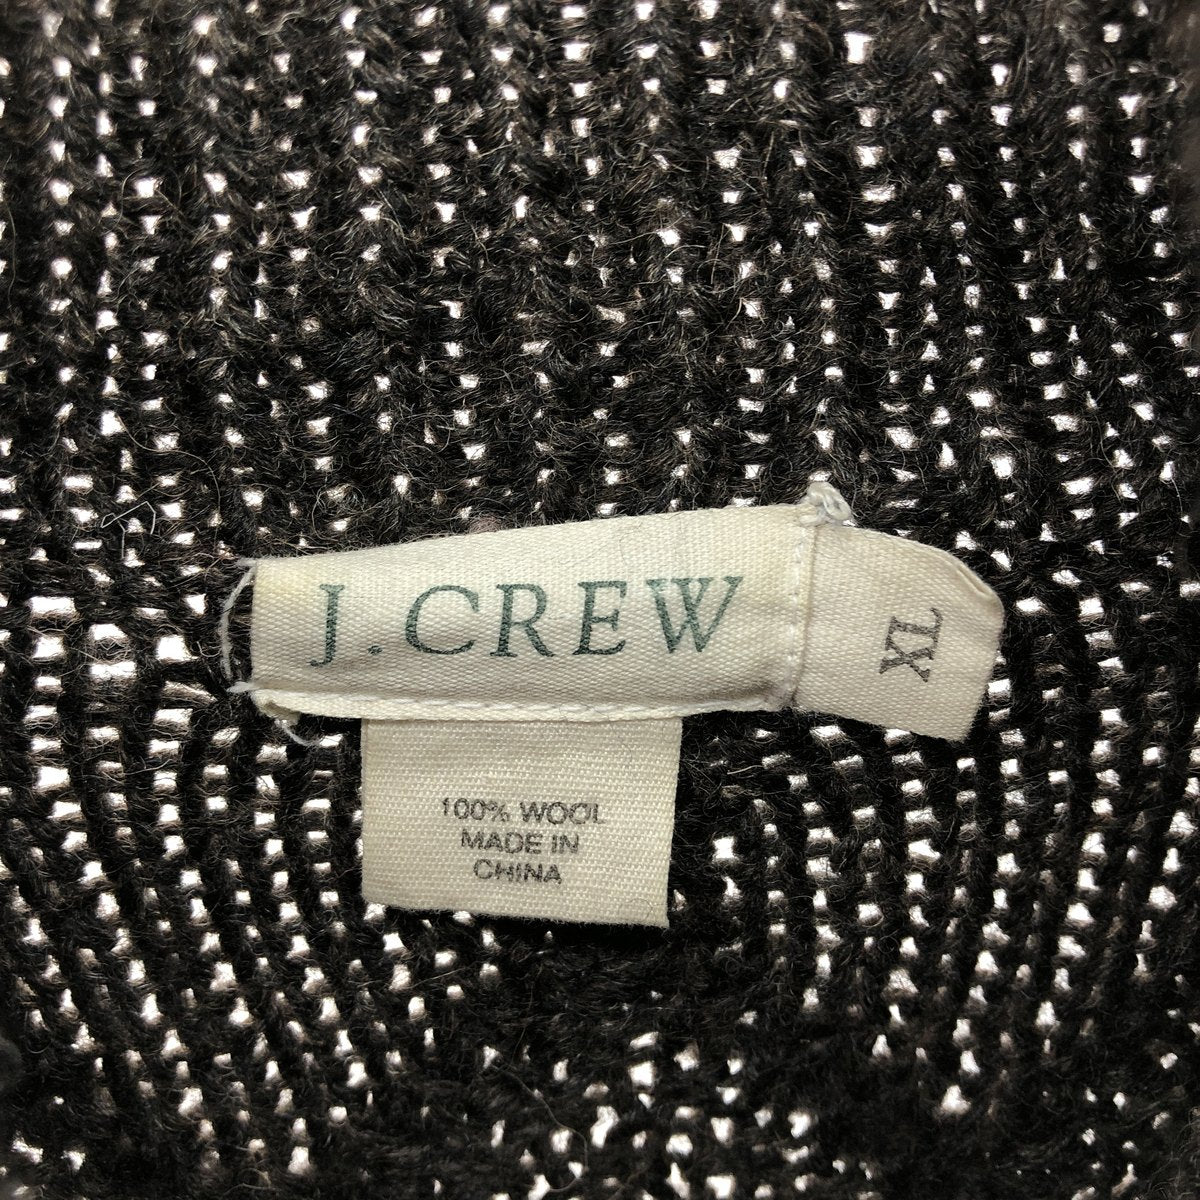 J.CREW
XL
100% WOOL
MADE IN
CHINA